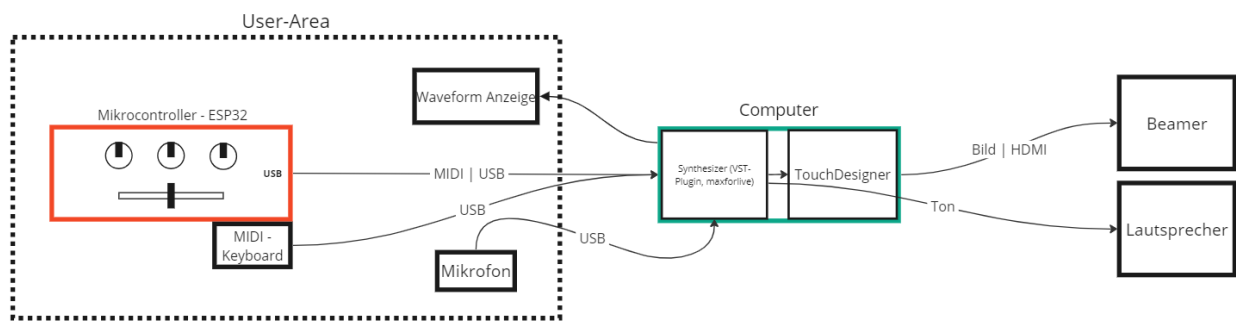 User-Area
Waveform Anzeige
Computer
Mikrocontroller - ESP32
USB
MIDI | USB
Synthesizer (VST-
Plugin, maxforlive)
TouchDesigner
Bild | HDMI
Beamer
USB
MIDI -
Keyboard
Mikrofon
USB
Ton
Lautsprecher